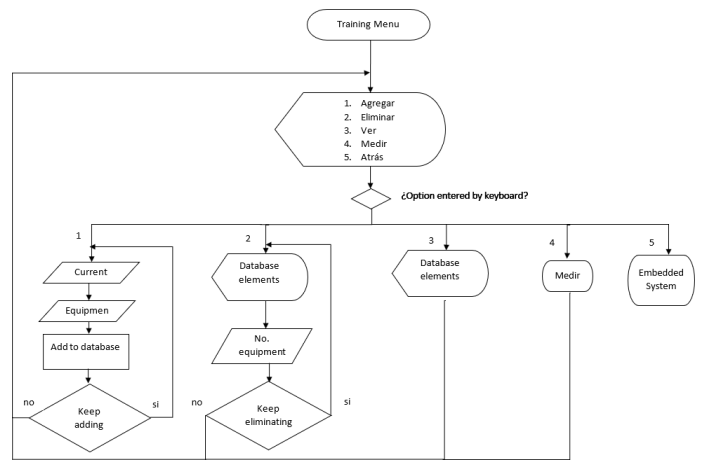 Training Menu
1. Agregar
2. Eliminar
3. Ver
4. Medir
5. Atrás
¿Option entered by keyboard?
1
2
3
4
5
Current
Equipmen
Add to database
Keep
adding
no
si
Database
elements
No.
equipment
Keep
eliminating
no
si
Database
elements
Medir
Embedded
System